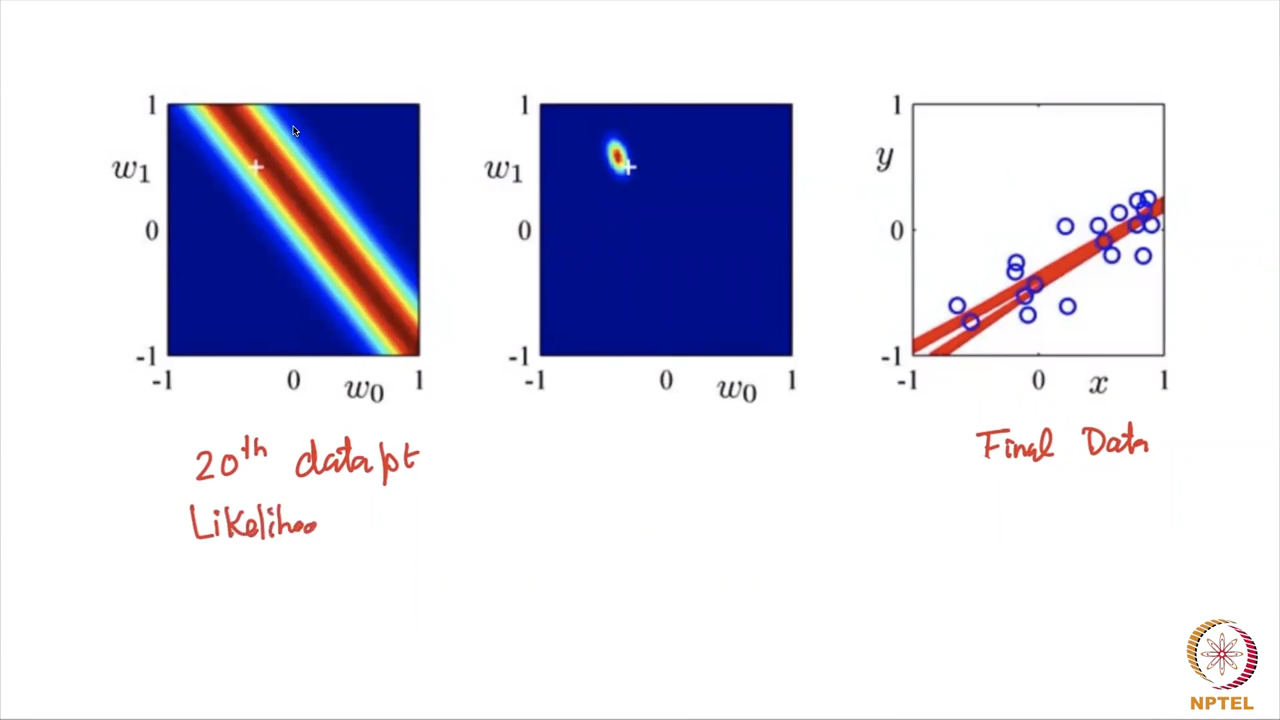 1
w1
0
-1
-1 0 w0 1
1
w1
0
-1
-1 0 w0 1
1
y
0
-1
-1 0 x 1
20th datapt
Likelihoo
Final Data
NPTEL